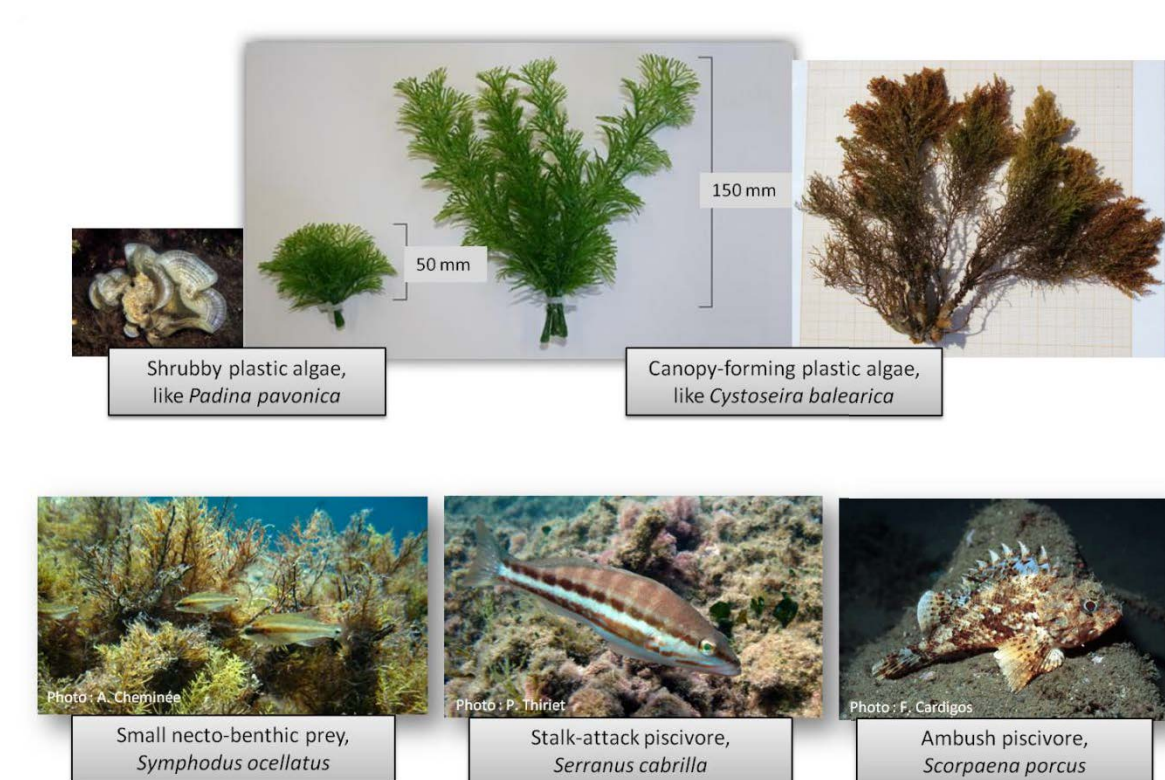 150 mm
50 mm
Shrubby plastic algae,
like Padina pavonica
Canopy-forming plastic algae,
like Cystoseira balearica
Photo : A. Cheminée
Photo : P. Thiriet
Photo : F. Cardigos
Small necto-benthic prey,
Symphodus ocellatus
Stalk-attack piscivore,
Serranus cabrilla
Ambush piscivore,
Scorpaena porcus